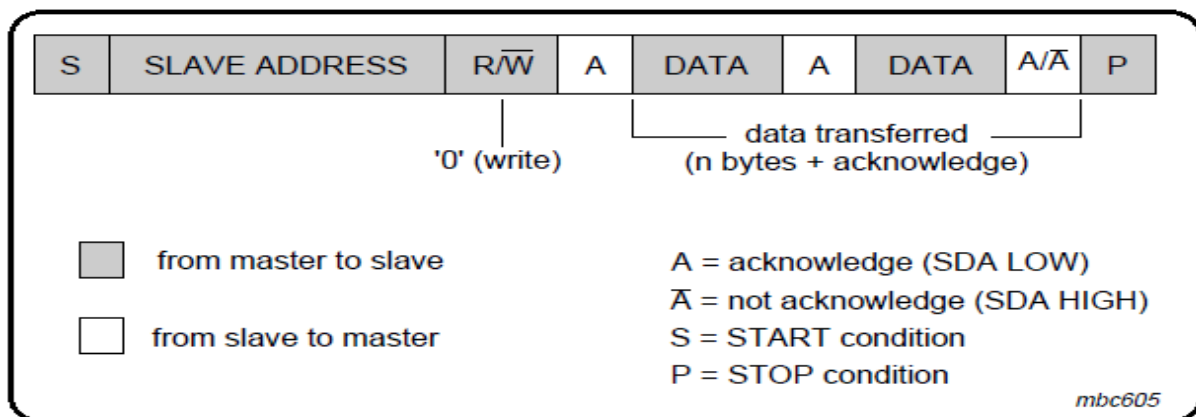 S SLAVE ADDRESS R/W̅ A DATA A DATA A/A̅ P
'0' (write)
data transferred
(n bytes + acknowledge)
from master to slave
from slave to master
A = acknowledge (SDA LOW)
A̅ = not acknowledge (SDA HIGH)
S = START condition
P = STOP condition
mbc605